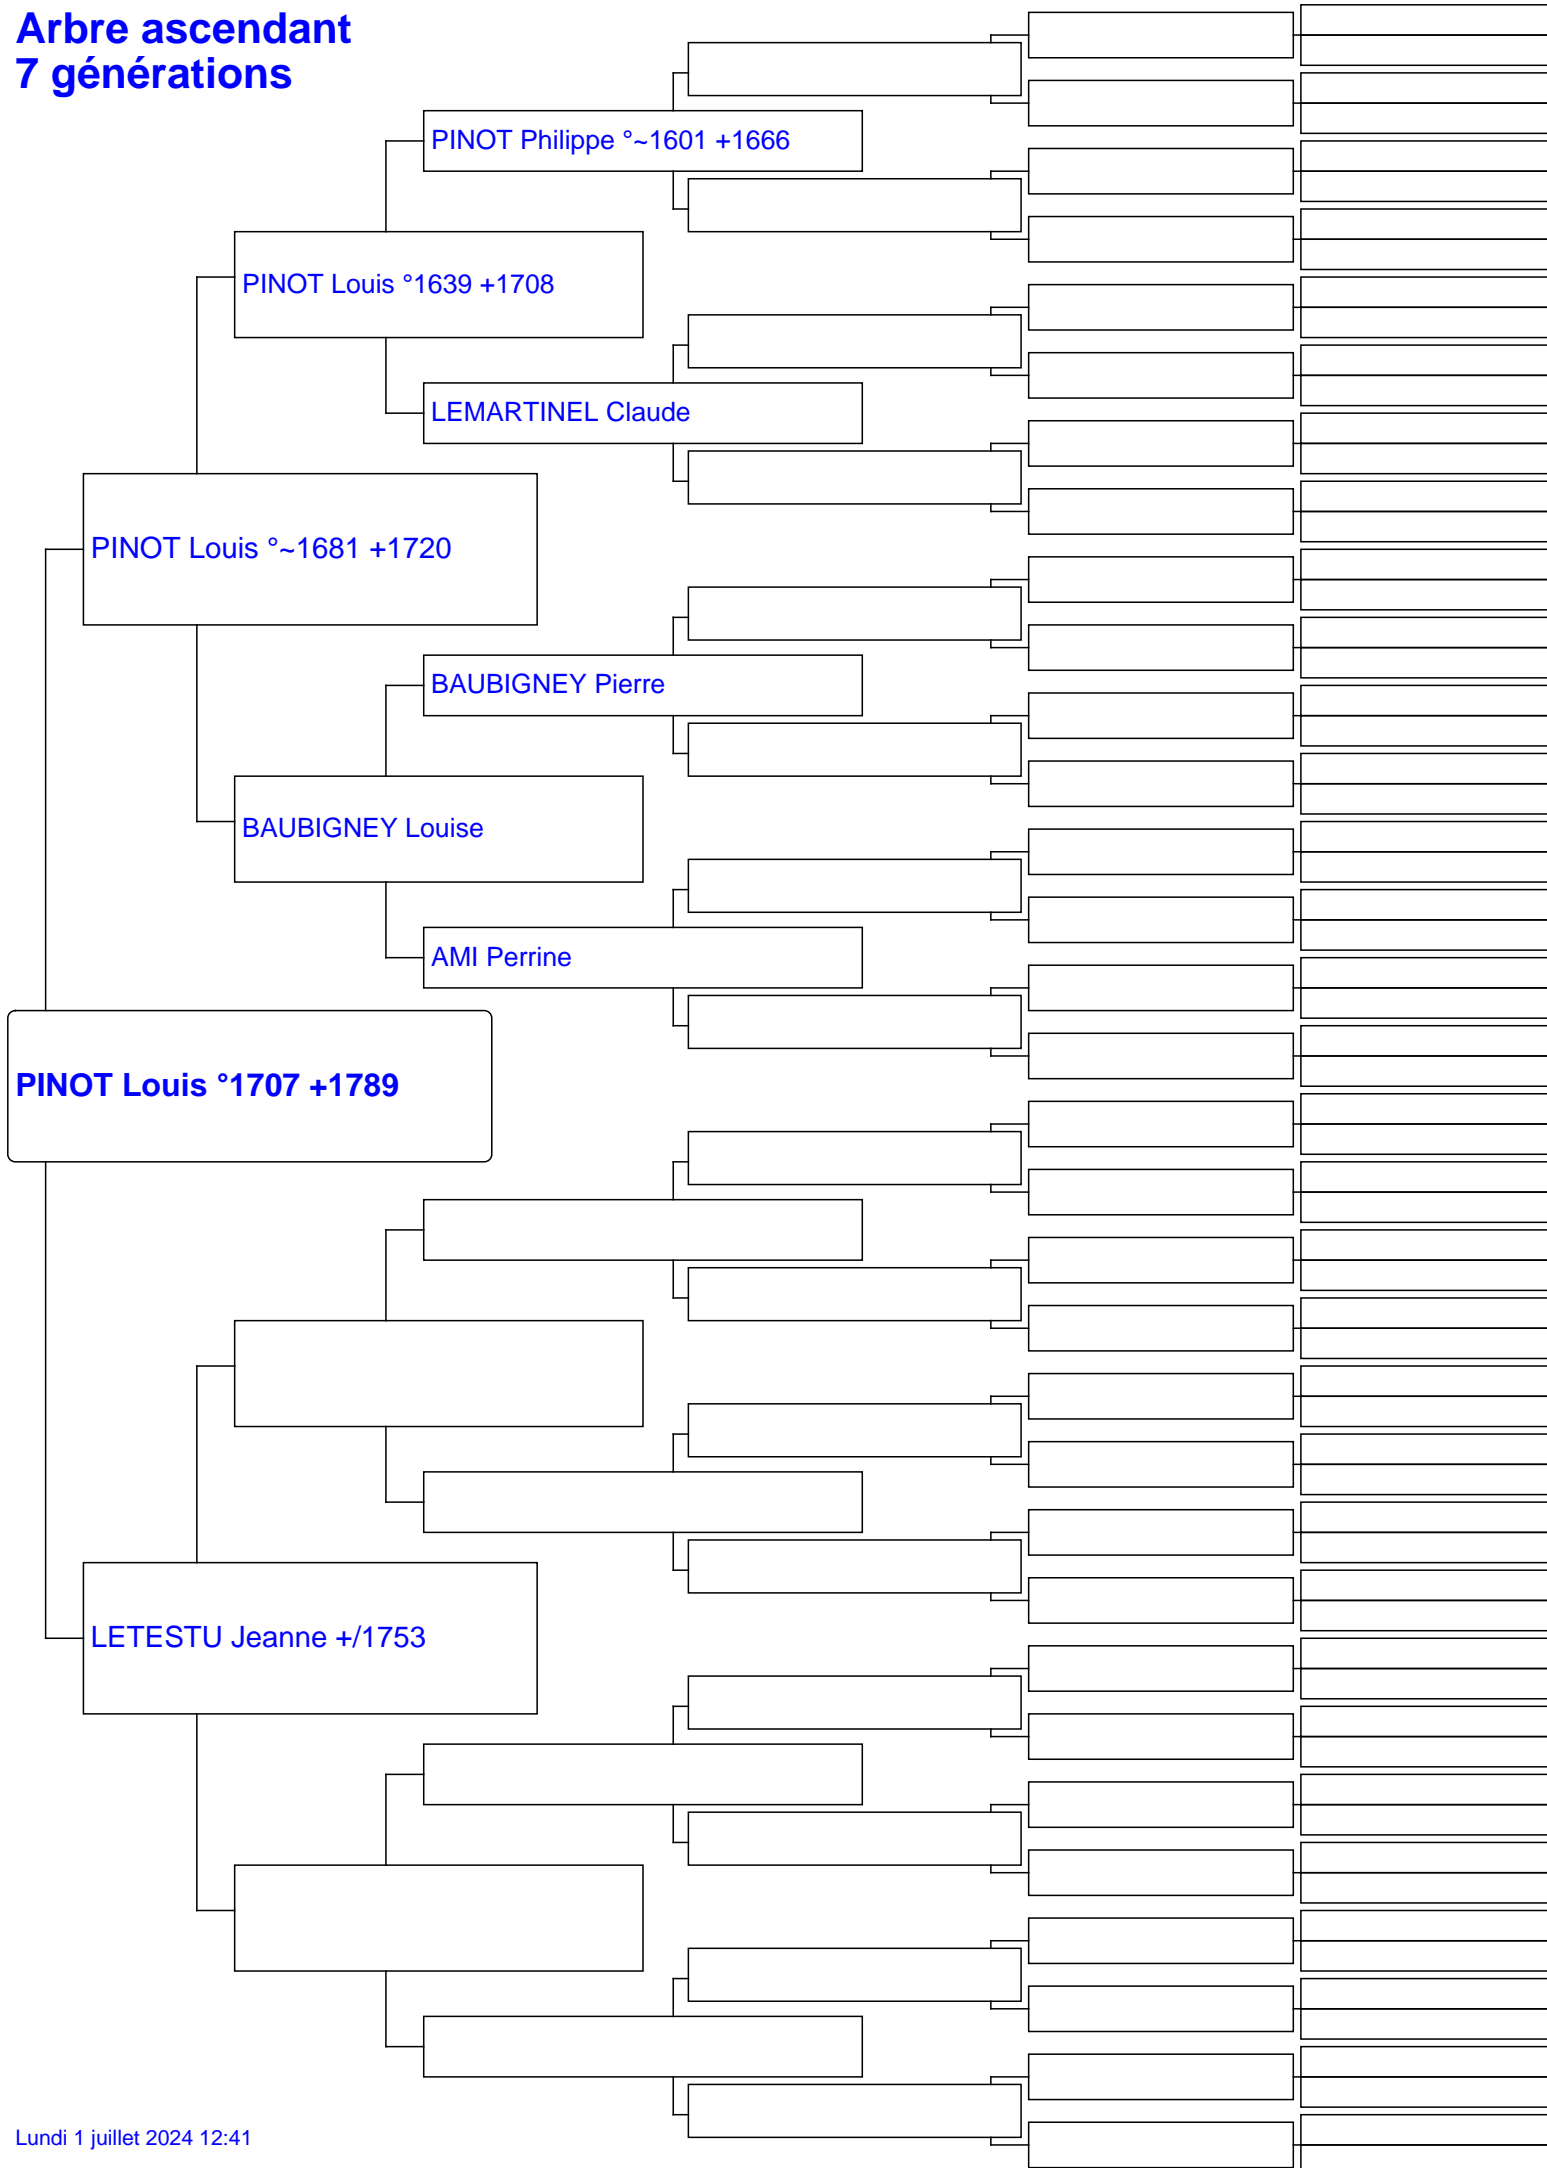 Arbre ascendant
7 générations
PINOT Philippe °~1601 +1666
PINOT Louis °1639 +1708
LEMARTINEL Claude
PINOT Louis °~1681 +1720
BAUBIGNEY Pierre
BAUBIGNEY Louise
AMI Perrine
PINOT Louis °1707 +1789
LETESTU Jeanne +/1753
Lundi 1 juillet 2024 12:41